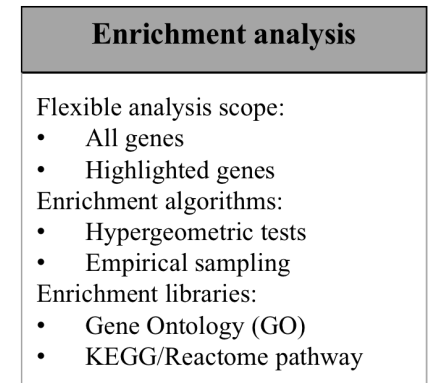 Enrichment analysis
Flexible analysis scope:
• All genes
• Highlighted genes
Enrichment algorithms:
• Hypergeometric tests
• Empirical sampling
Enrichment libraries:
• Gene Ontology (GO)
• KEGG/Reactome pathway